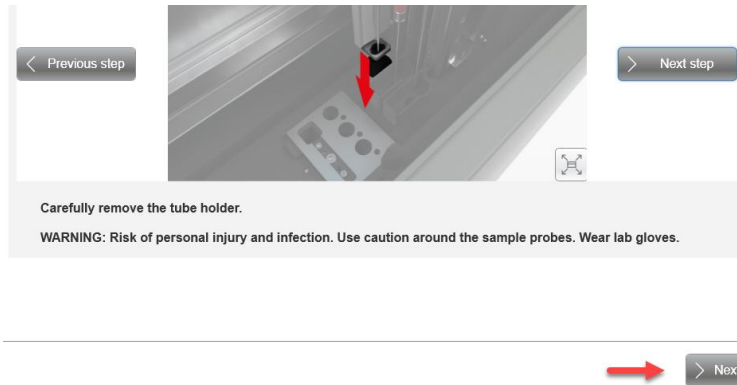 Previous step
Next step
Carefully remove the tube holder.
WARNING: Risk of personal injury and infection. Use caution around the sample probes. Wear lab gloves.
Nex